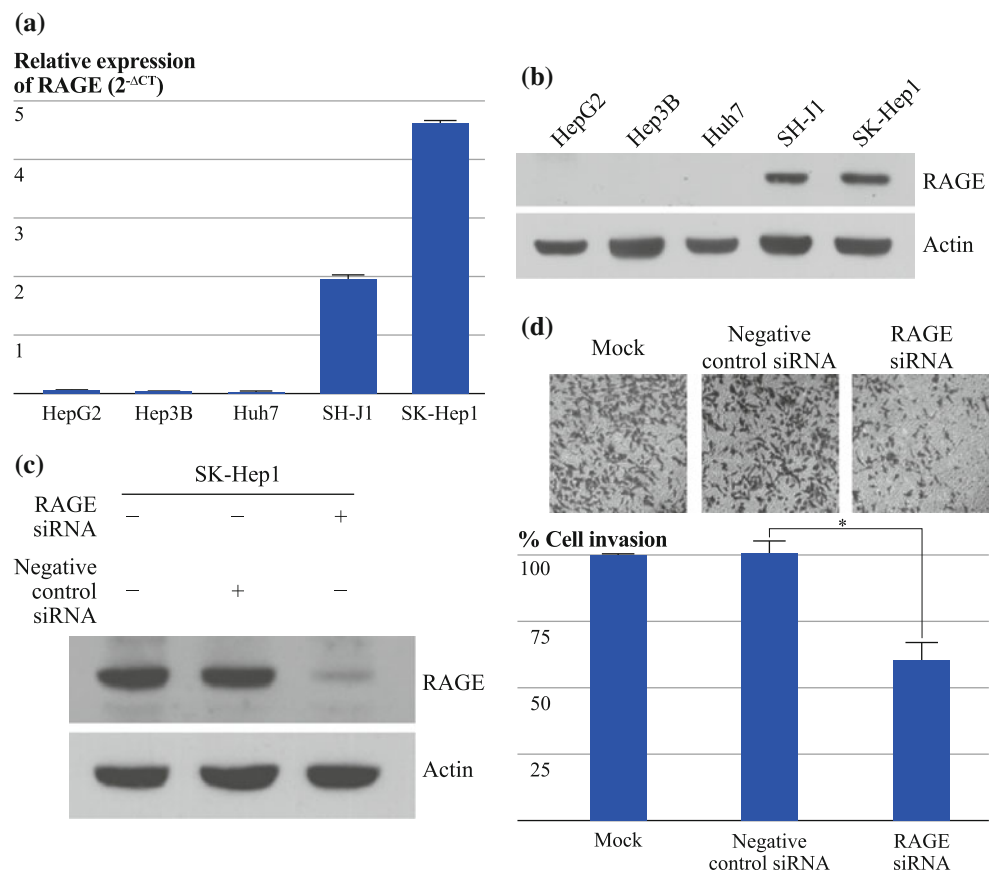 (a)
Relative expression
of RAGE (2-ΔCT)
5
4
3
2
1
HepG2 Hep3B Huh7 SH-J1 SK-Hep1
(b)
HepG2 Hep3B Huh7 SH-J1 SK-Hep1
RAGE
Actin
(c)
SK-Hep1
RAGE
siRNA
− − +
Negative
control
siRNA
− + −
RAGE
Actin
(d)
Mock
Negative
control siRNA
RAGE
siRNA
% Cell invasion
*
100
75
50
25
Mock
Negative
control siRNA
RAGE
siRNA